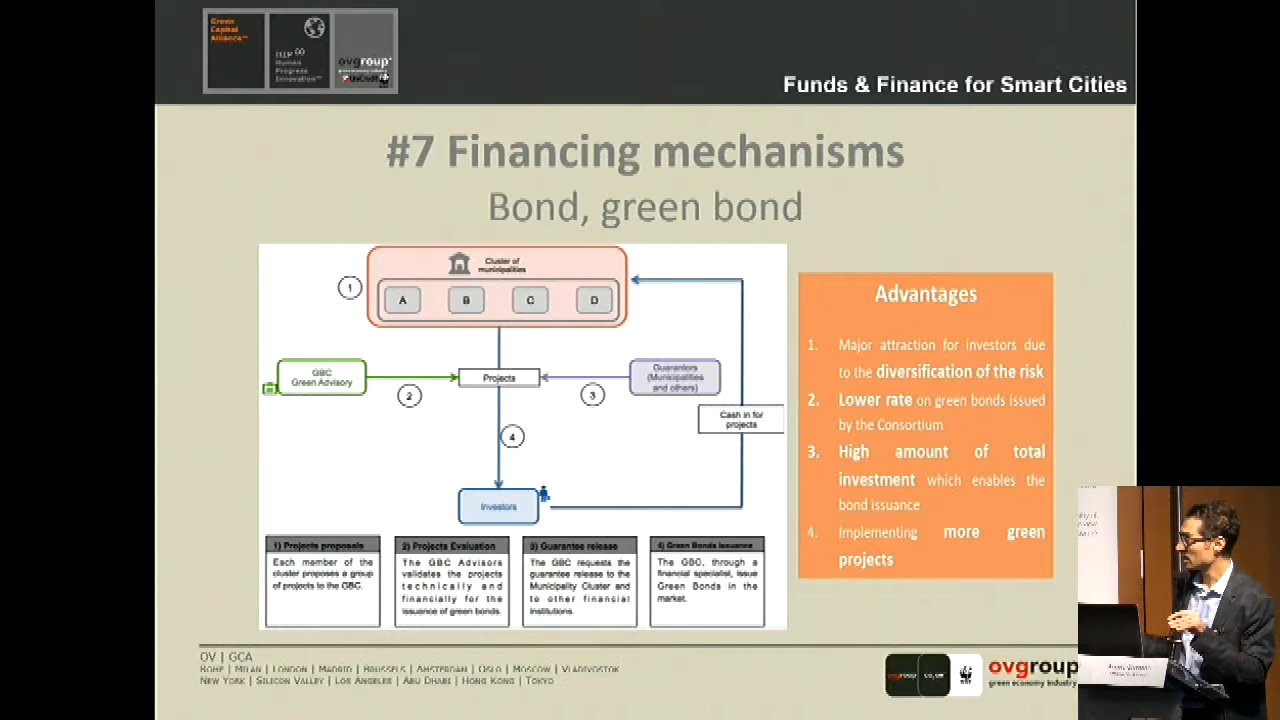 Green
Capital
Alliance™
HIP
Human
Progress
Innovation™
ovgroup
Funds & Finance for Smart Cities
#7 Financing mechanisms
Bond, green bond
Cluster of
municipalities
1
A B C D
GBC
Green Advisory
2
Projects
3
Guarantors
(Municipalities
and others)
Cash in for
projects
4
Investors
1) Projects proposals
Each member of the
cluster proposes a group
of projects to the GBC.
2) Projects Evaluation
The GBC Advisors
validates the projects
technically and
financially for the
issuance of green bonds.
3) Guarantee release
The GBC requests the
guarantee release to the
Municipality Cluster and
to other financial
institutions.
4) Green Bonds Issuance
The GBC, through a
financial specialist, issue
Green Bonds in the
market.
Advantages
1. Major attraction for investors due
to the diversification of the risk
2. Lower rate on green bonds issued
by the Consortium
3. High amount of total
investment which enables the
bond issuance
4. Implementing more green
projects
OV | GCA
ROME | MILAN | LONDON | MADRID | BRUSSELS | AMSTERDAM | OSLO | MOSCOW | VLADIVOSTOK
NEW YORK | SILICON VALLEY | LOS ANGELES | ABU DHABI | HONG KONG | TOKYO
ovgroup
green economy industry